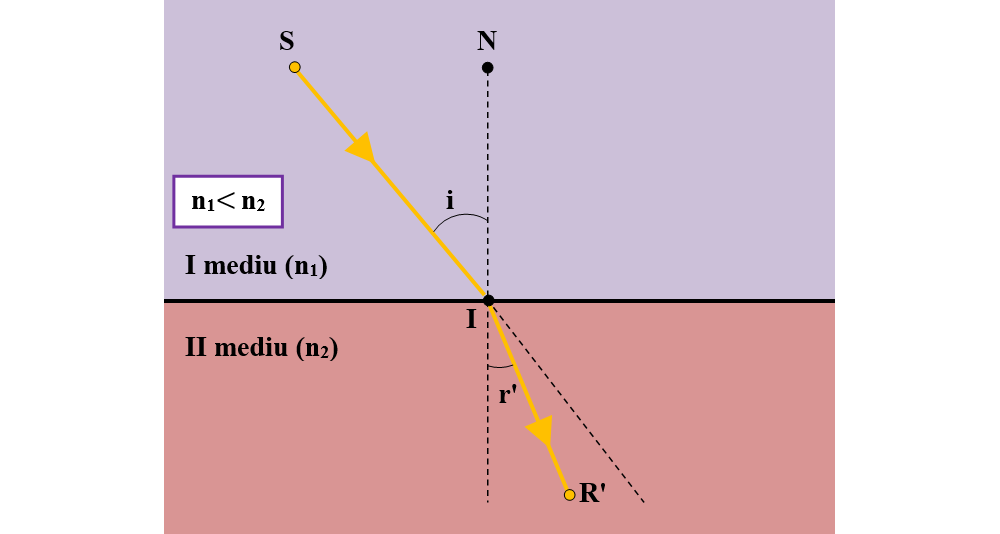 S
N
i
n₁< n₂
I mediu (n₁)
I
II mediu (n₂)
r'
R'